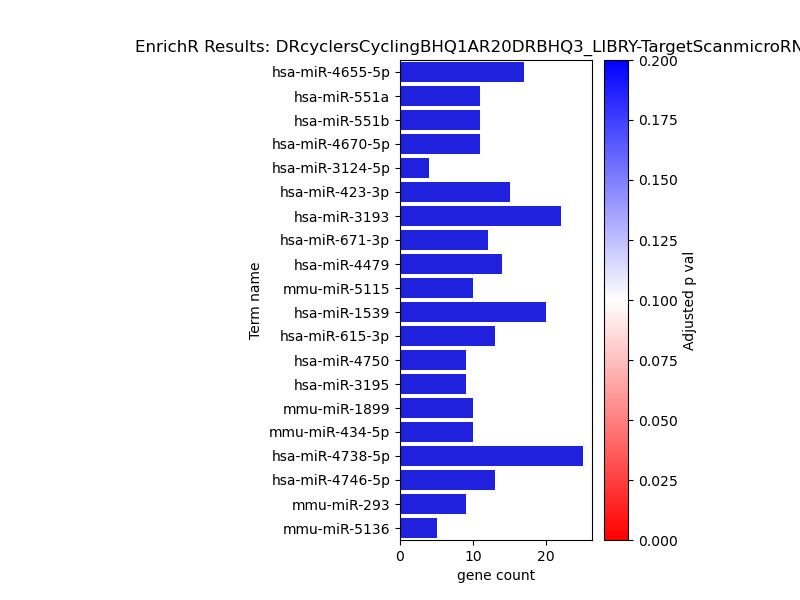 EnrichR Results: DRcyclersCyclingBHQ1AR20DRBHQ3_LIBRY-TargetScanmicroRN
hsa-miR-4655-5p
hsa-miR-551a
hsa-miR-551b
hsa-miR-4670-5p
hsa-miR-3124-5p
hsa-miR-423-3p
hsa-miR-3193
hsa-miR-671-3p
hsa-miR-4479
mmu-miR-5115
hsa-miR-1539
hsa-miR-615-3p
hsa-miR-4750
hsa-miR-3195
mmu-miR-1899
mmu-miR-434-5p
hsa-miR-4738-5p
hsa-miR-4746-5p
mmu-miR-293
mmu-miR-5136
Term name
0 10 20
gene count
0.200
0.175
0.150
0.125
0.100
0.075
0.050
0.025
0.000
Adjusted p val